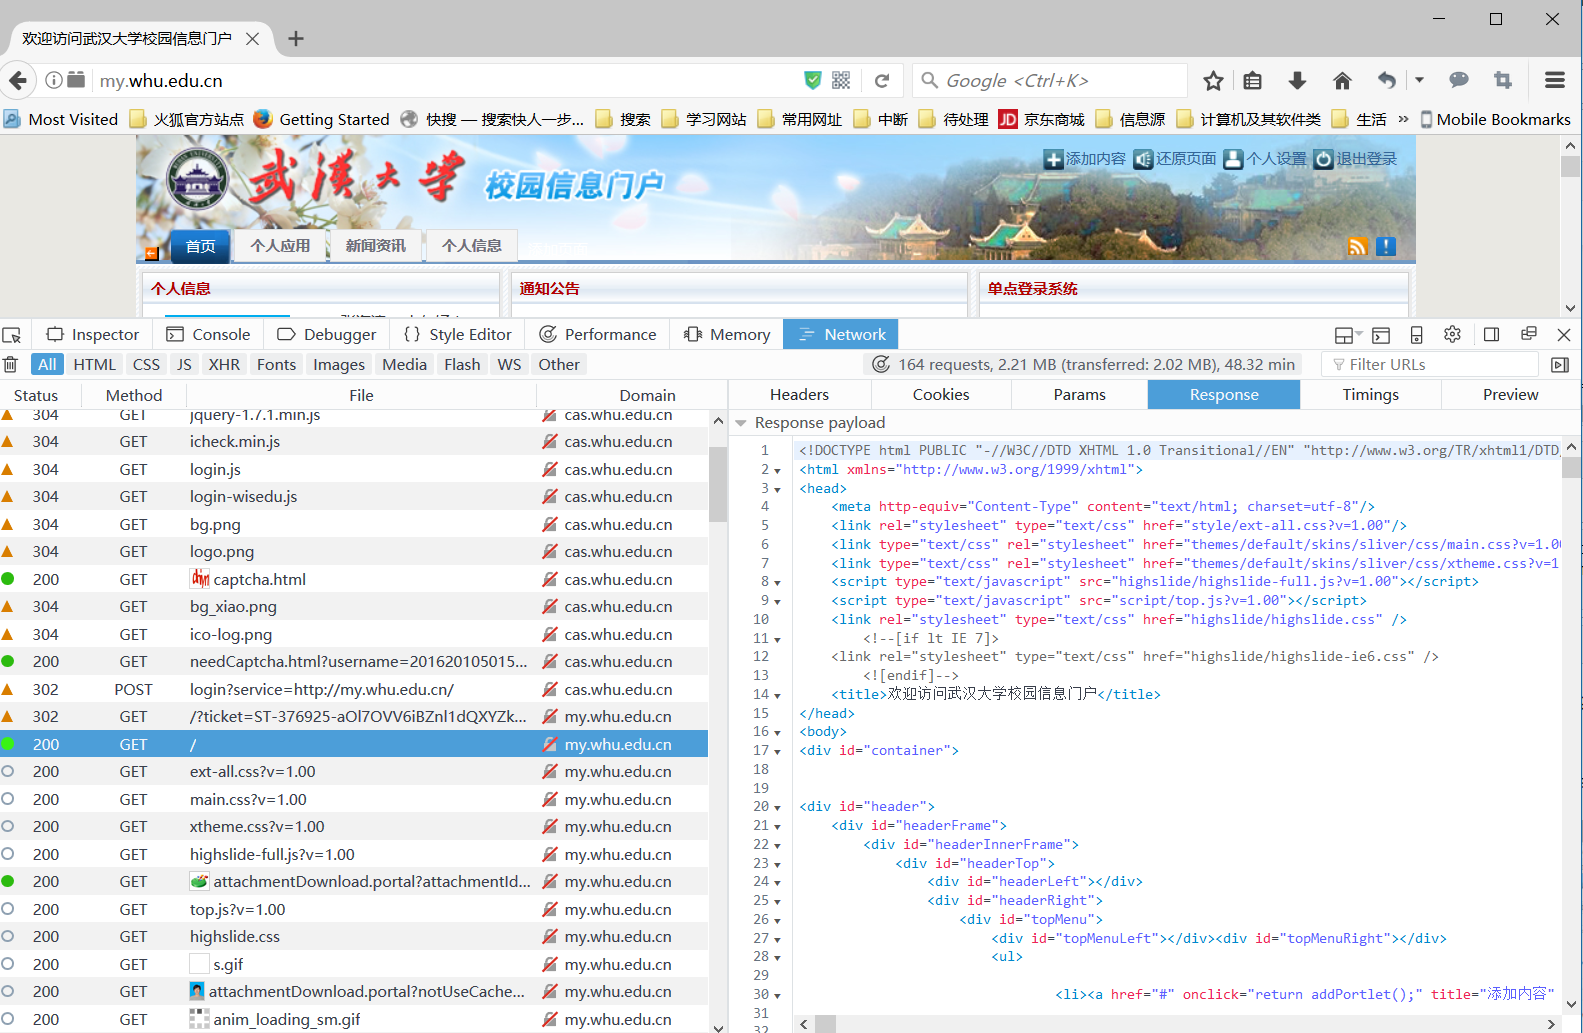 欢迎访问武汉大学校园信息门户
my.whu.edu.cn
Google <Ctrl+K>
Most Visited 火狐官方站点 Getting Started 快搜 — 搜索快人一步... 搜索 学习网站 常用网址 中断 待处理 JD 京东商城 信息源 计算机及其软件类 生活 » Mobile Bookmarks
武漢大学 校园信息门户
添加内容 还原页面 个人设置 退出登录
首页 个人应用 新闻资讯 个人信息
个人信息 通知公告 单点登录系统
Inspector Console Debugger Style Editor Performance Memory Network
All HTML CSS JS XHR Fonts Images Media Flash WS Other 164 requests, 2.21 MB (transferred: 2.02 MB), 48.32 min Filter URLs
Status Method File Domain
304 GET jquery-1.7.1.min.js cas.whu.edu.cn
304 GET icheck.min.js cas.whu.edu.cn
304 GET login.js cas.whu.edu.cn
304 GET login-wisedu.js cas.whu.edu.cn
304 GET bg.png cas.whu.edu.cn
304 GET logo.png cas.whu.edu.cn
200 GET captcha.html cas.whu.edu.cn
304 GET bg_xiao.png cas.whu.edu.cn
304 GET ico-log.png cas.whu.edu.cn
200 GET needCaptcha.html?username=201620105015... cas.whu.edu.cn
302 POST login?service=http://my.whu.edu.cn/ cas.whu.edu.cn
302 GET /?ticket=ST-376925-aOl7OVV6iBZnl1dQXYZk... my.whu.edu.cn
200 GET / my.whu.edu.cn
200 GET ext-all.css?v=1.00 my.whu.edu.cn
200 GET main.css?v=1.00 my.whu.edu.cn
200 GET xtheme.css?v=1.00 my.whu.edu.cn
200 GET highslide-full.js?v=1.00 my.whu.edu.cn
200 GET attachmentDownload.portal?attachmentId... my.whu.edu.cn
200 GET top.js?v=1.00 my.whu.edu.cn
200 GET highslide.css my.whu.edu.cn
200 GET s.gif my.whu.edu.cn
200 GET attachmentDownload.portal?notUseCache... my.whu.edu.cn
200 GET anim_loading_sm.gif my.whu.edu.cn
Headers Cookies Params Response Timings Preview
Response payload
1 <!DOCTYPE html PUBLIC "-//W3C//DTD XHTML 1.0 Transitional//EN" "http://www.w3.org/TR/xhtml1/DTD/
2 <html xmlns="http://www.w3.org/1999/xhtml">
3 <head>
4 <meta http-equiv="Content-Type" content="text/html; charset=utf-8"/>
5 <link rel="stylesheet" type="text/css" href="style/ext-all.css?v=1.00"/>
6 <link type="text/css" rel="stylesheet" href="themes/default/skins/sliver/css/main.css?v=1.00
7 <link type="text/css" rel="stylesheet" href="themes/default/skins/sliver/css/xtheme.css?v=1
8 <script type="text/javascript" src="highslide/highslide-full.js?v=1.00"></script>
9 <script type="text/javascript" src="script/top.js?v=1.00"></script>
10 <link rel="stylesheet" type="text/css" href="highslide/highslide.css" />
11 <!--[if lt IE 7]>
12 <link rel="stylesheet" type="text/css" href="highslide/highslide-ie6.css" />
13 <![endif]-->
14 <title>欢迎访问武汉大学校园信息门户</title>
15 </head>
16 <body>
17 <div id="container">
18
19
20 <div id="header">
21 <div id="headerFrame">
22 <div id="headerInnerFrame">
23 <div id="headerTop">
24 <div id="headerLeft"></div>
25 <div id="headerRight">
26 <div id="topMenu">
27 <div id="topMenuLeft"></div><div id="topMenuRight"></div>
28 <ul>
29
30 <li><a href="#" onclick="return addPortlet();" title="添加内容"
31
32